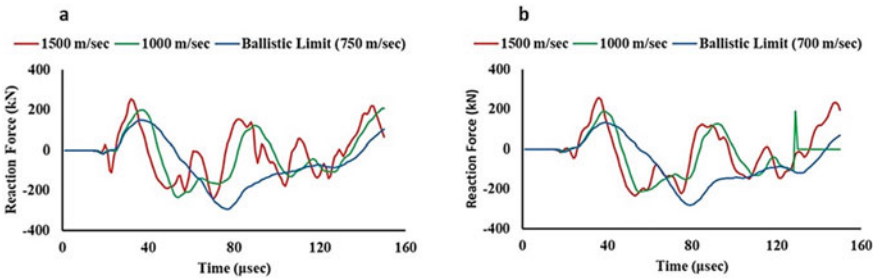 a
1500 m/sec 1000 m/sec Ballistic Limit (750 m/sec)
Reaction Force (kN)
400
200
0
-200
-400
0 40 80 120 160
Time (µsec)
b
1500 m/sec 1000 m/sec Ballistic Limit (700 m/sec)
Reaction Force (kN)
400
200
0
-200
-400
0 40 80 120 160
Time (µsec)